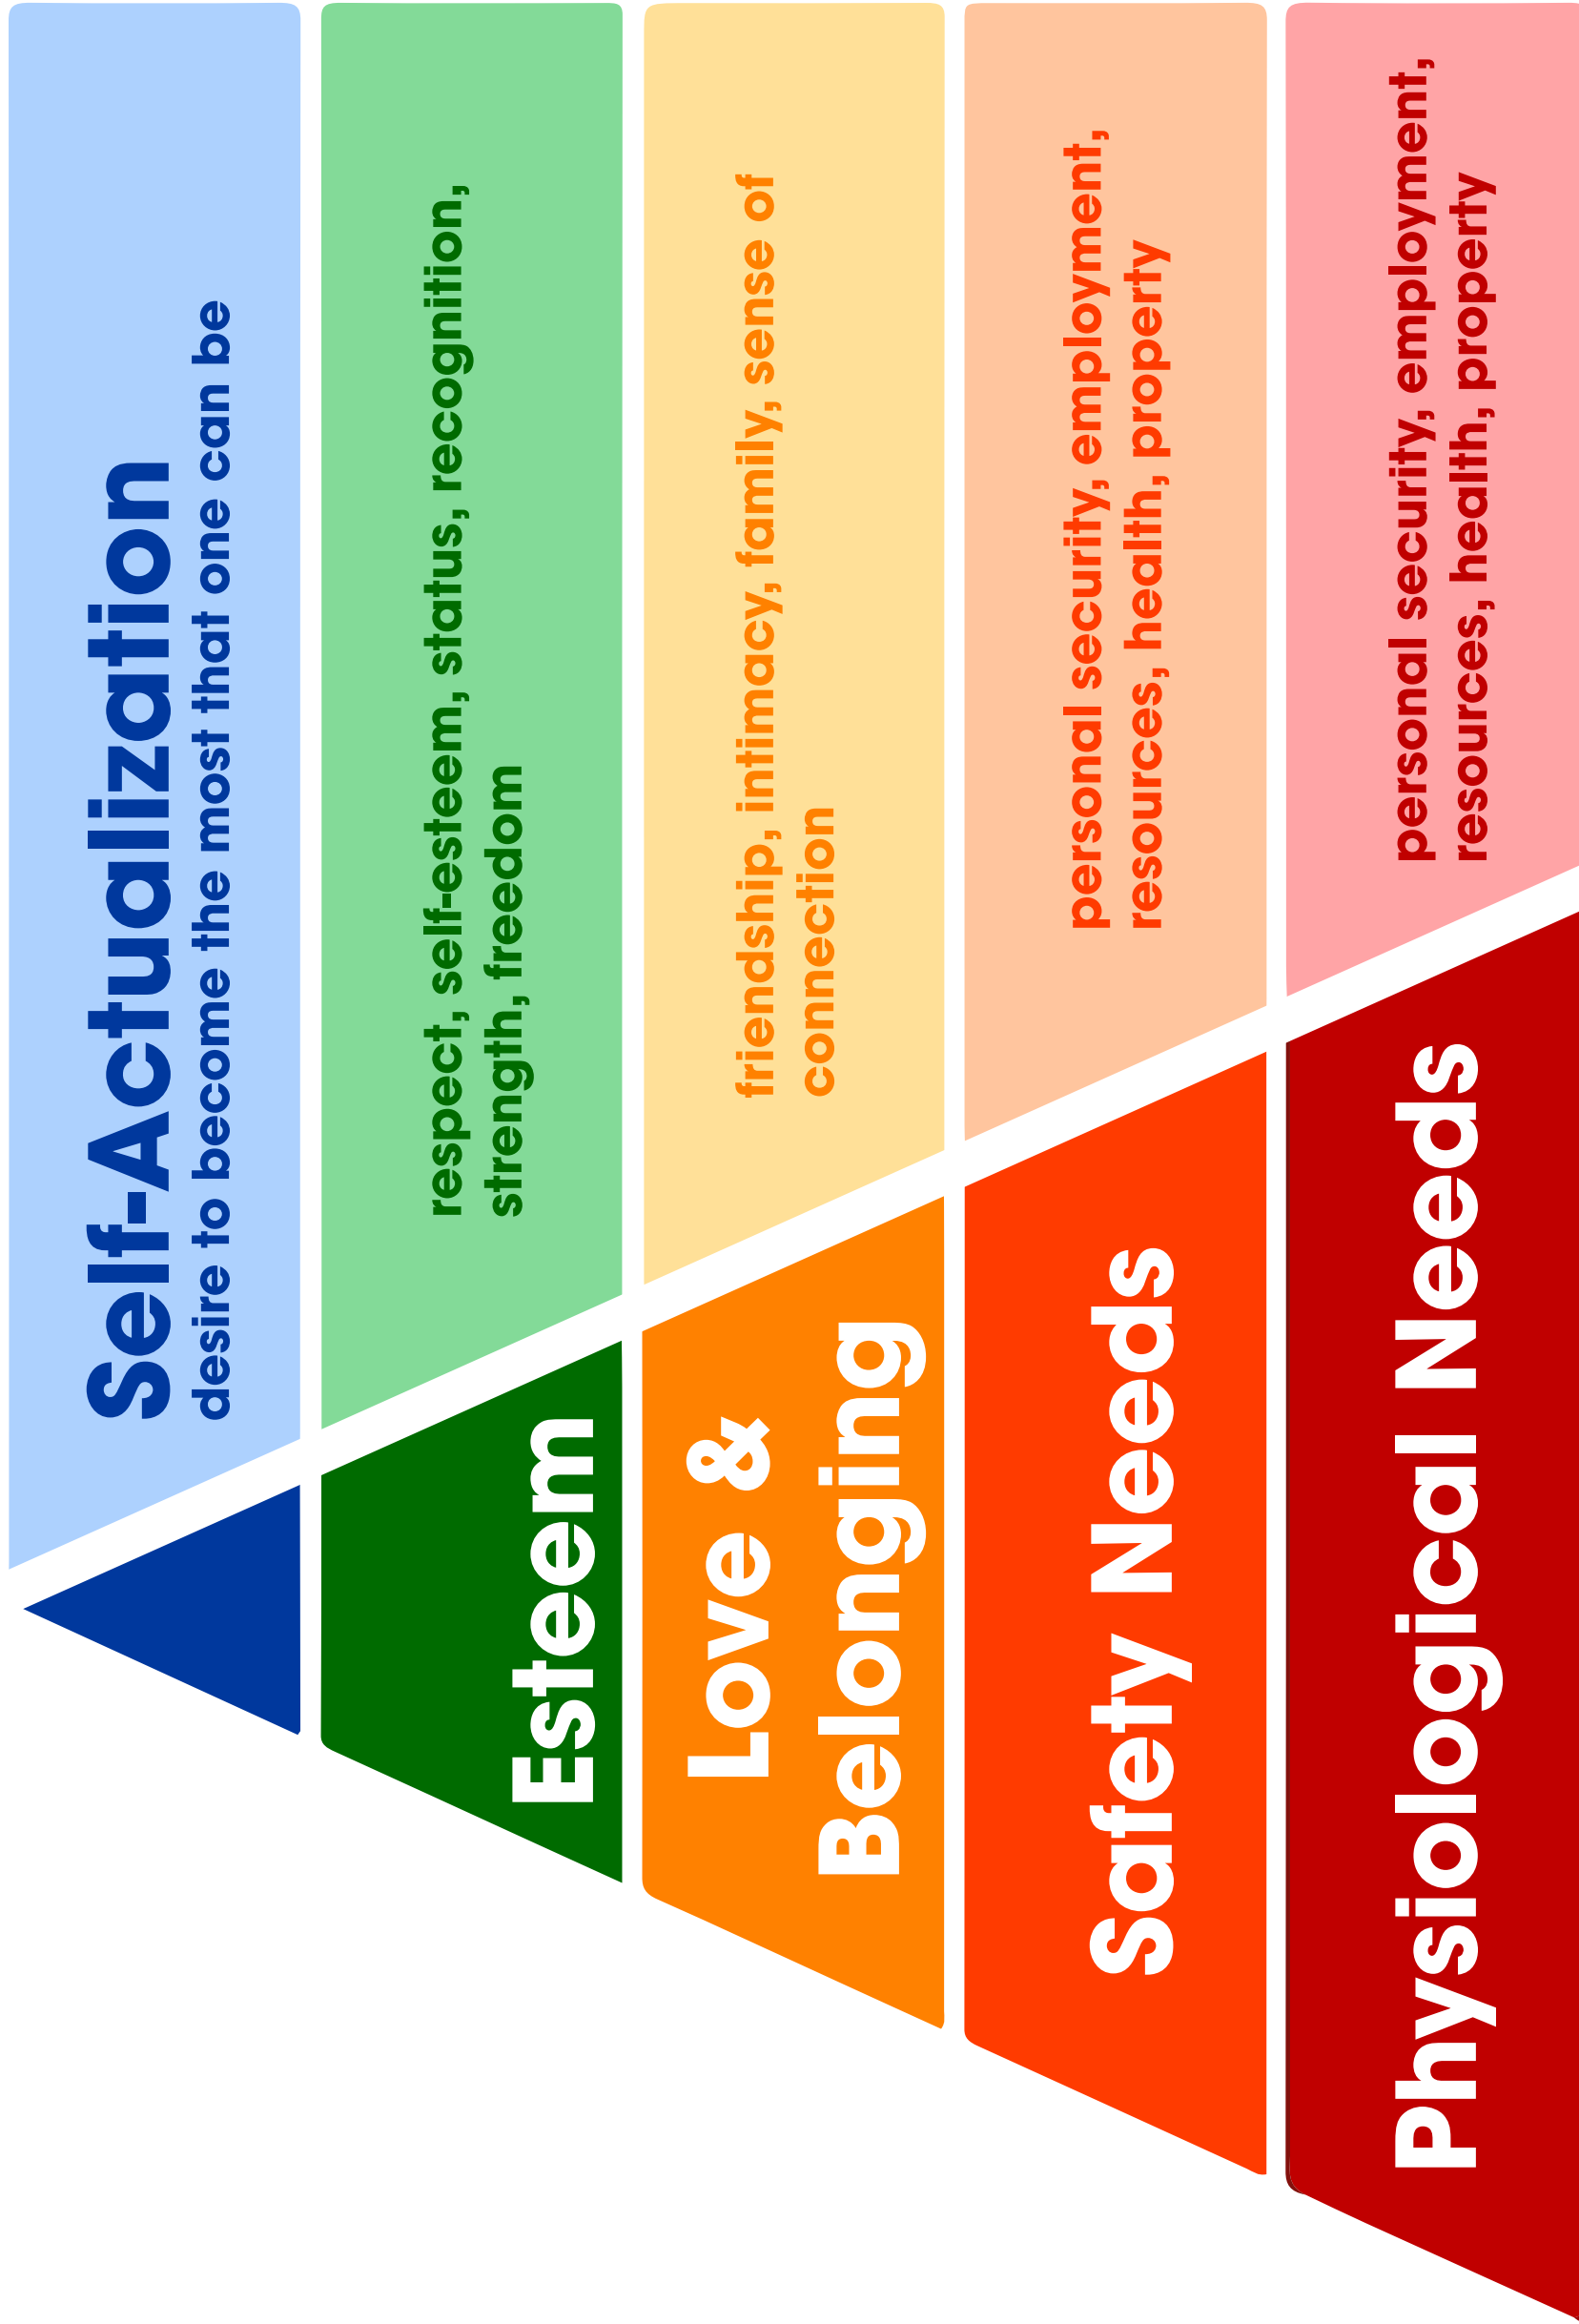 Self-Actualization
desire to become the most that one can be
Esteem
respect, self-esteem, status, recognition,
strength, freedom
Love &
Belonging
friendship, intimacy, family, sense of
connection
Safety Needs
personal security, employment,
resources, health, property
Physiological Needs
personal security, employment,
resources, health, property